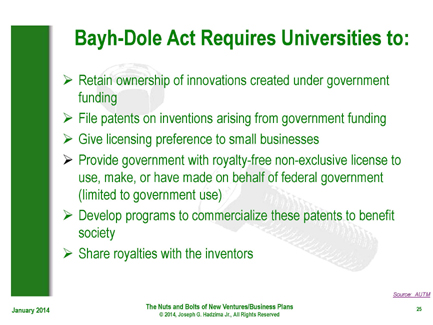 Bayh-Dole Act Requires Universities to:
➢ Retain ownership of innovations created under government
funding
➢ File patents on inventions arising from government funding
➢ Give licensing preference to small businesses
➢ Provide government with royalty-free non-exclusive license to
use, make, or have made on behalf of federal government
(limited to government use)
➢ Develop programs to commercialize these patents to benefit
society
➢ Share royalties with the inventors
Source: AUTM
January 2014
The Nuts and Bolts of New Ventures/Business Plans
© 2014, Joseph G. Hadzima Jr., All Rights Reserved
25